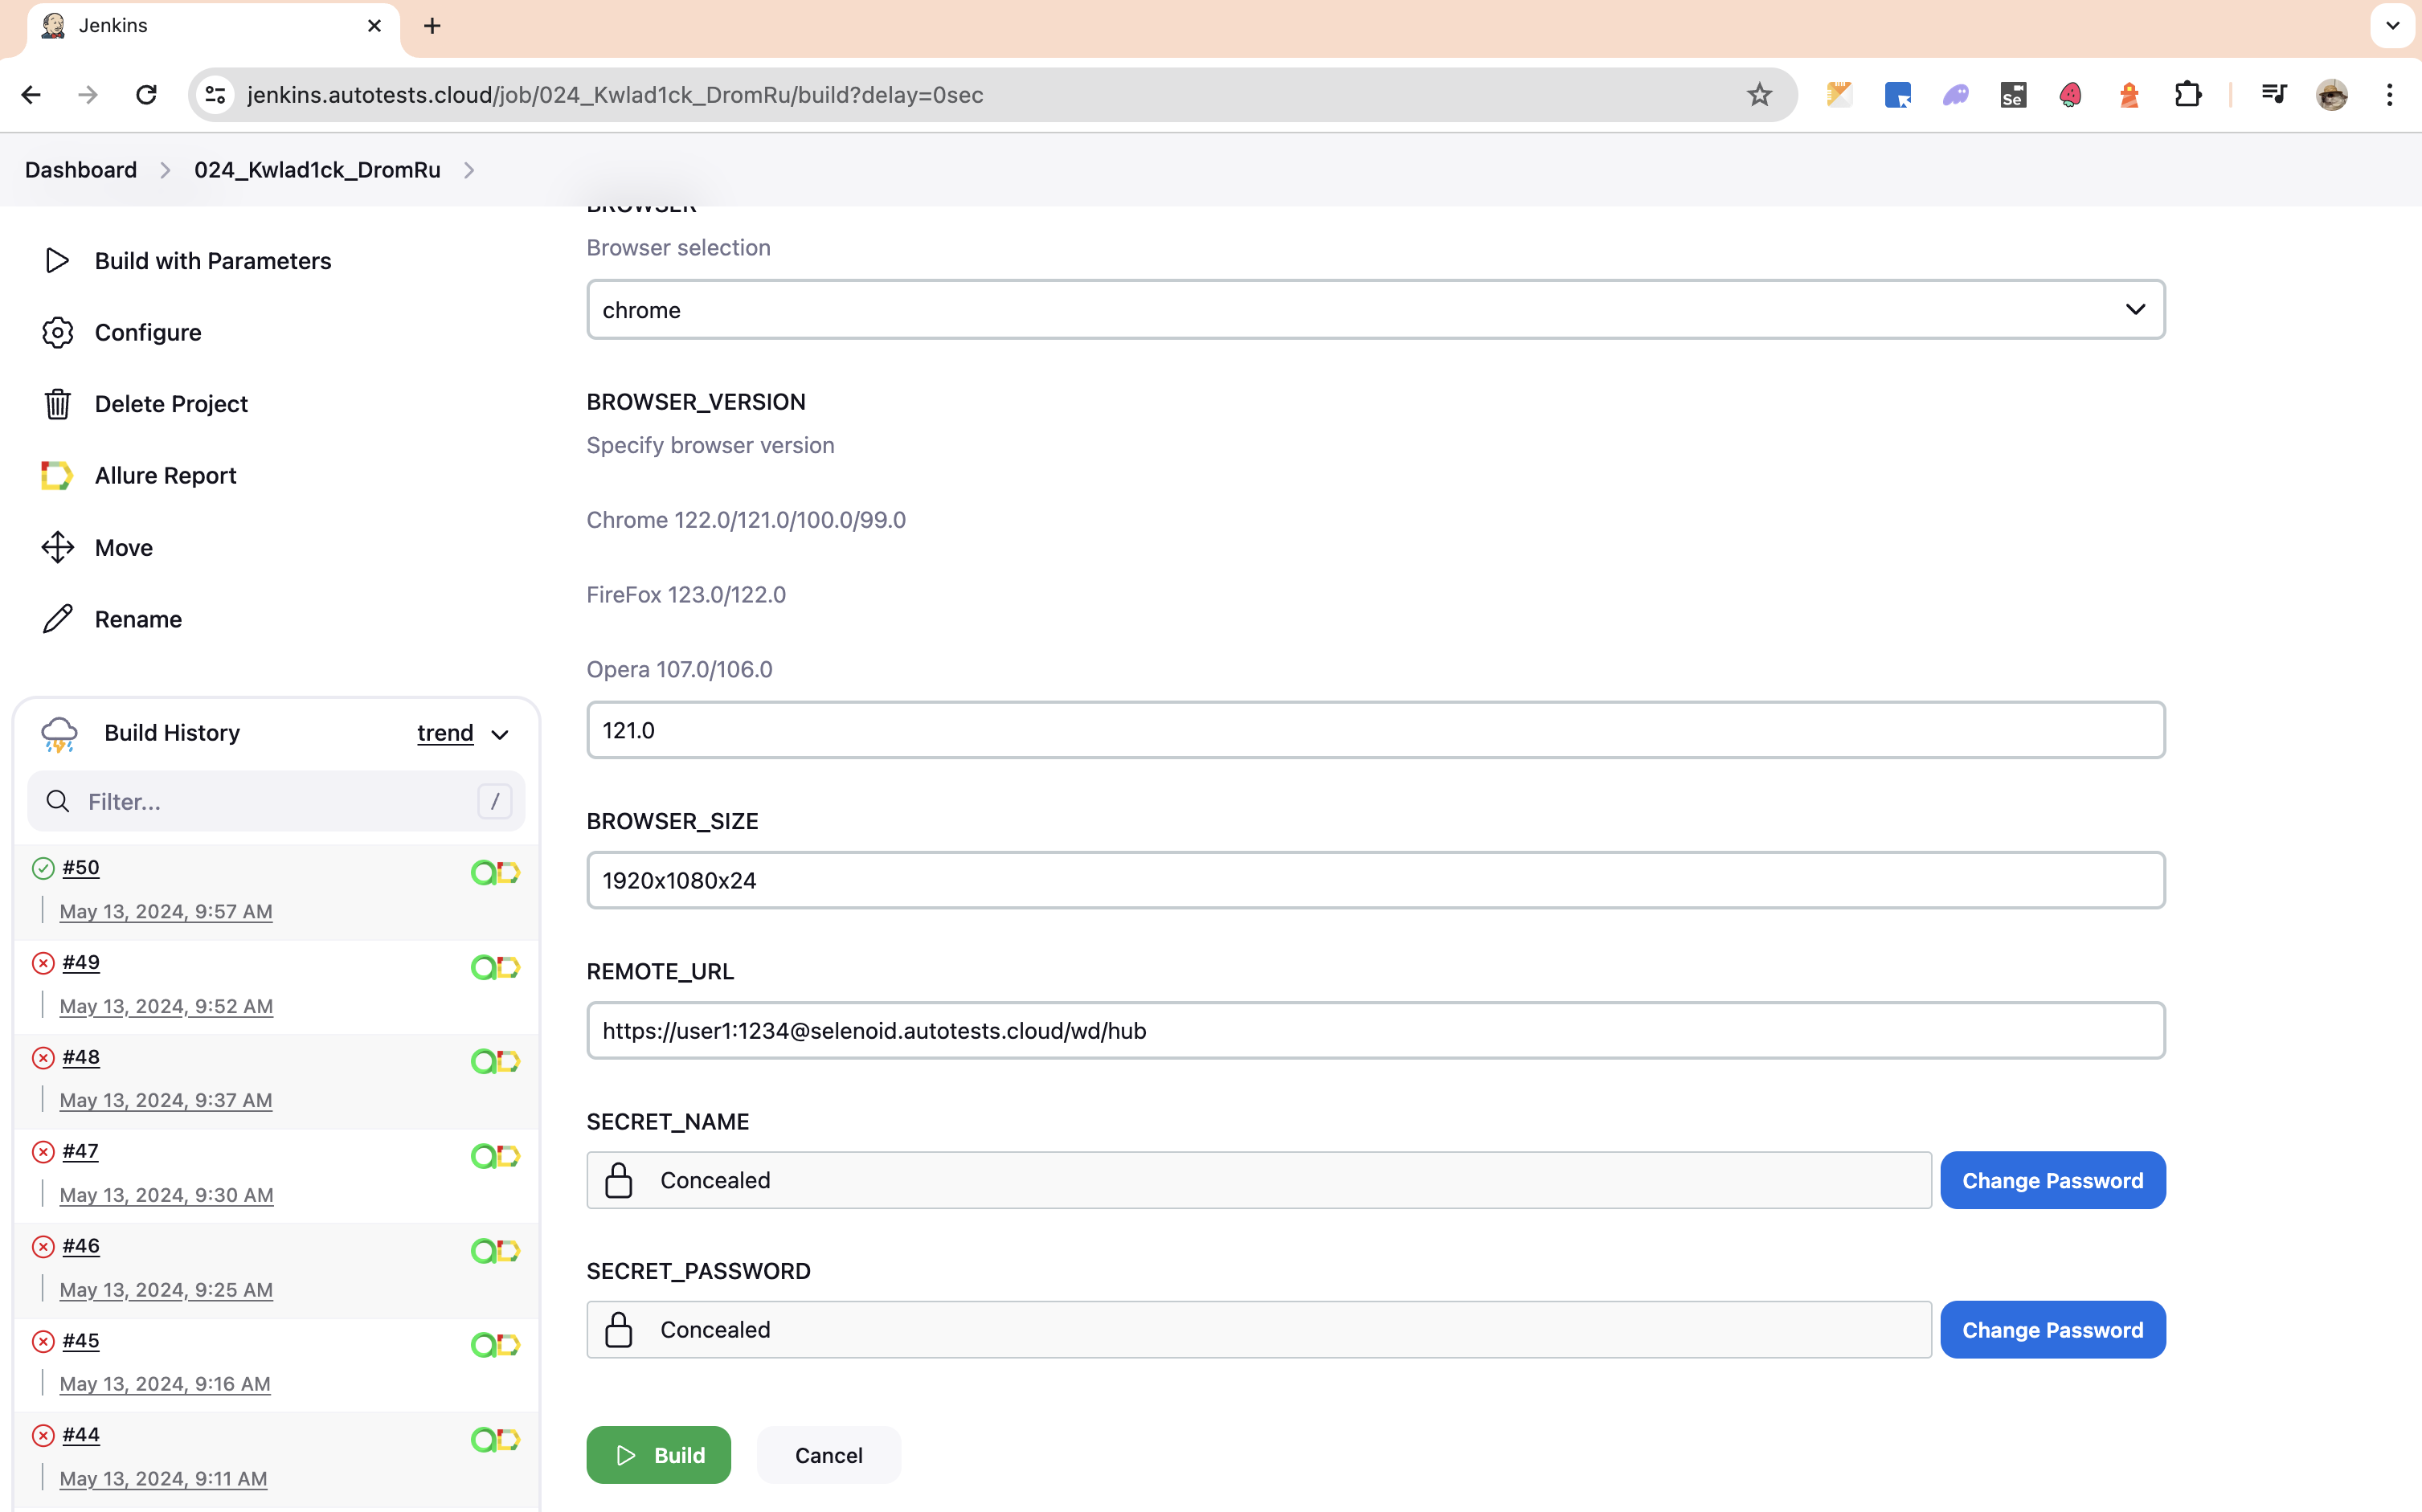 Jenkins
jenkins.autotests.cloud/job/024_Kwlad1ck_DromRu/build?delay=0sec
Se
Dashboard
024_Kwlad1ck_DromRu
Build with Parameters
Configure
Delete Project
Allure Report
Move
Rename
Build History
trend
Filter...
/
#50
May 13, 2024, 9:57 AM
#49
May 13, 2024, 9:52 AM
#48
May 13, 2024, 9:37 AM
#47
May 13, 2024, 9:30 AM
#46
May 13, 2024, 9:25 AM
#45
May 13, 2024, 9:16 AM
#44
May 13, 2024, 9:11 AM
BROWSER
Browser selection
chrome
BROWSER_VERSION
Specify browser version
Chrome 122.0/121.0/100.0/99.0
FireFox 123.0/122.0
Opera 107.0/106.0
121.0
BROWSER_SIZE
1920x1080x24
REMOTE_URL
https://user1:1234@selenoid.autotests.cloud/wd/hub
SECRET_NAME
Concealed
Change Password
SECRET_PASSWORD
Concealed
Change Password
Build
Cancel